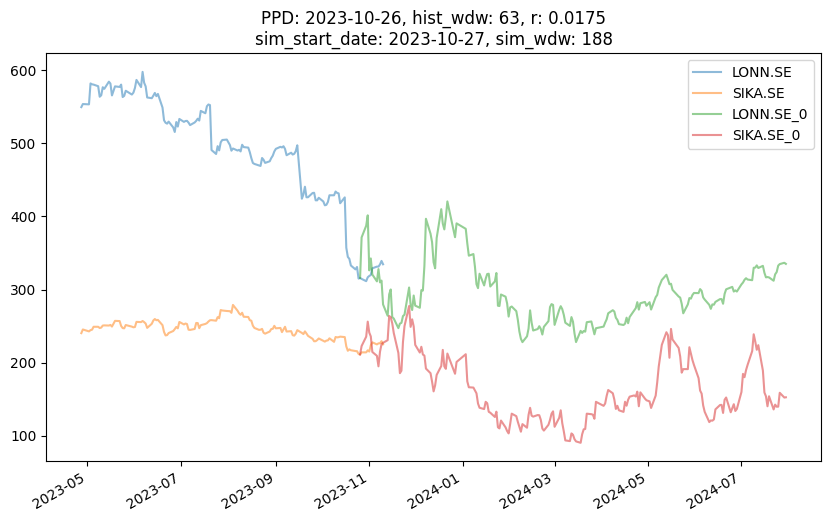 PPD: 2023-10-26, hist_wdw: 63, r: 0.0175
sim_start_date: 2023-10-27, sim_wdw: 188
LONN.SE
SIKA.SE
LONN.SE_0
SIKA.SE_0
600
500
400
300
200
100
2023-05
2023-07
2023-09
2023-11
2024-01
2024-03
2024-05
2024-07